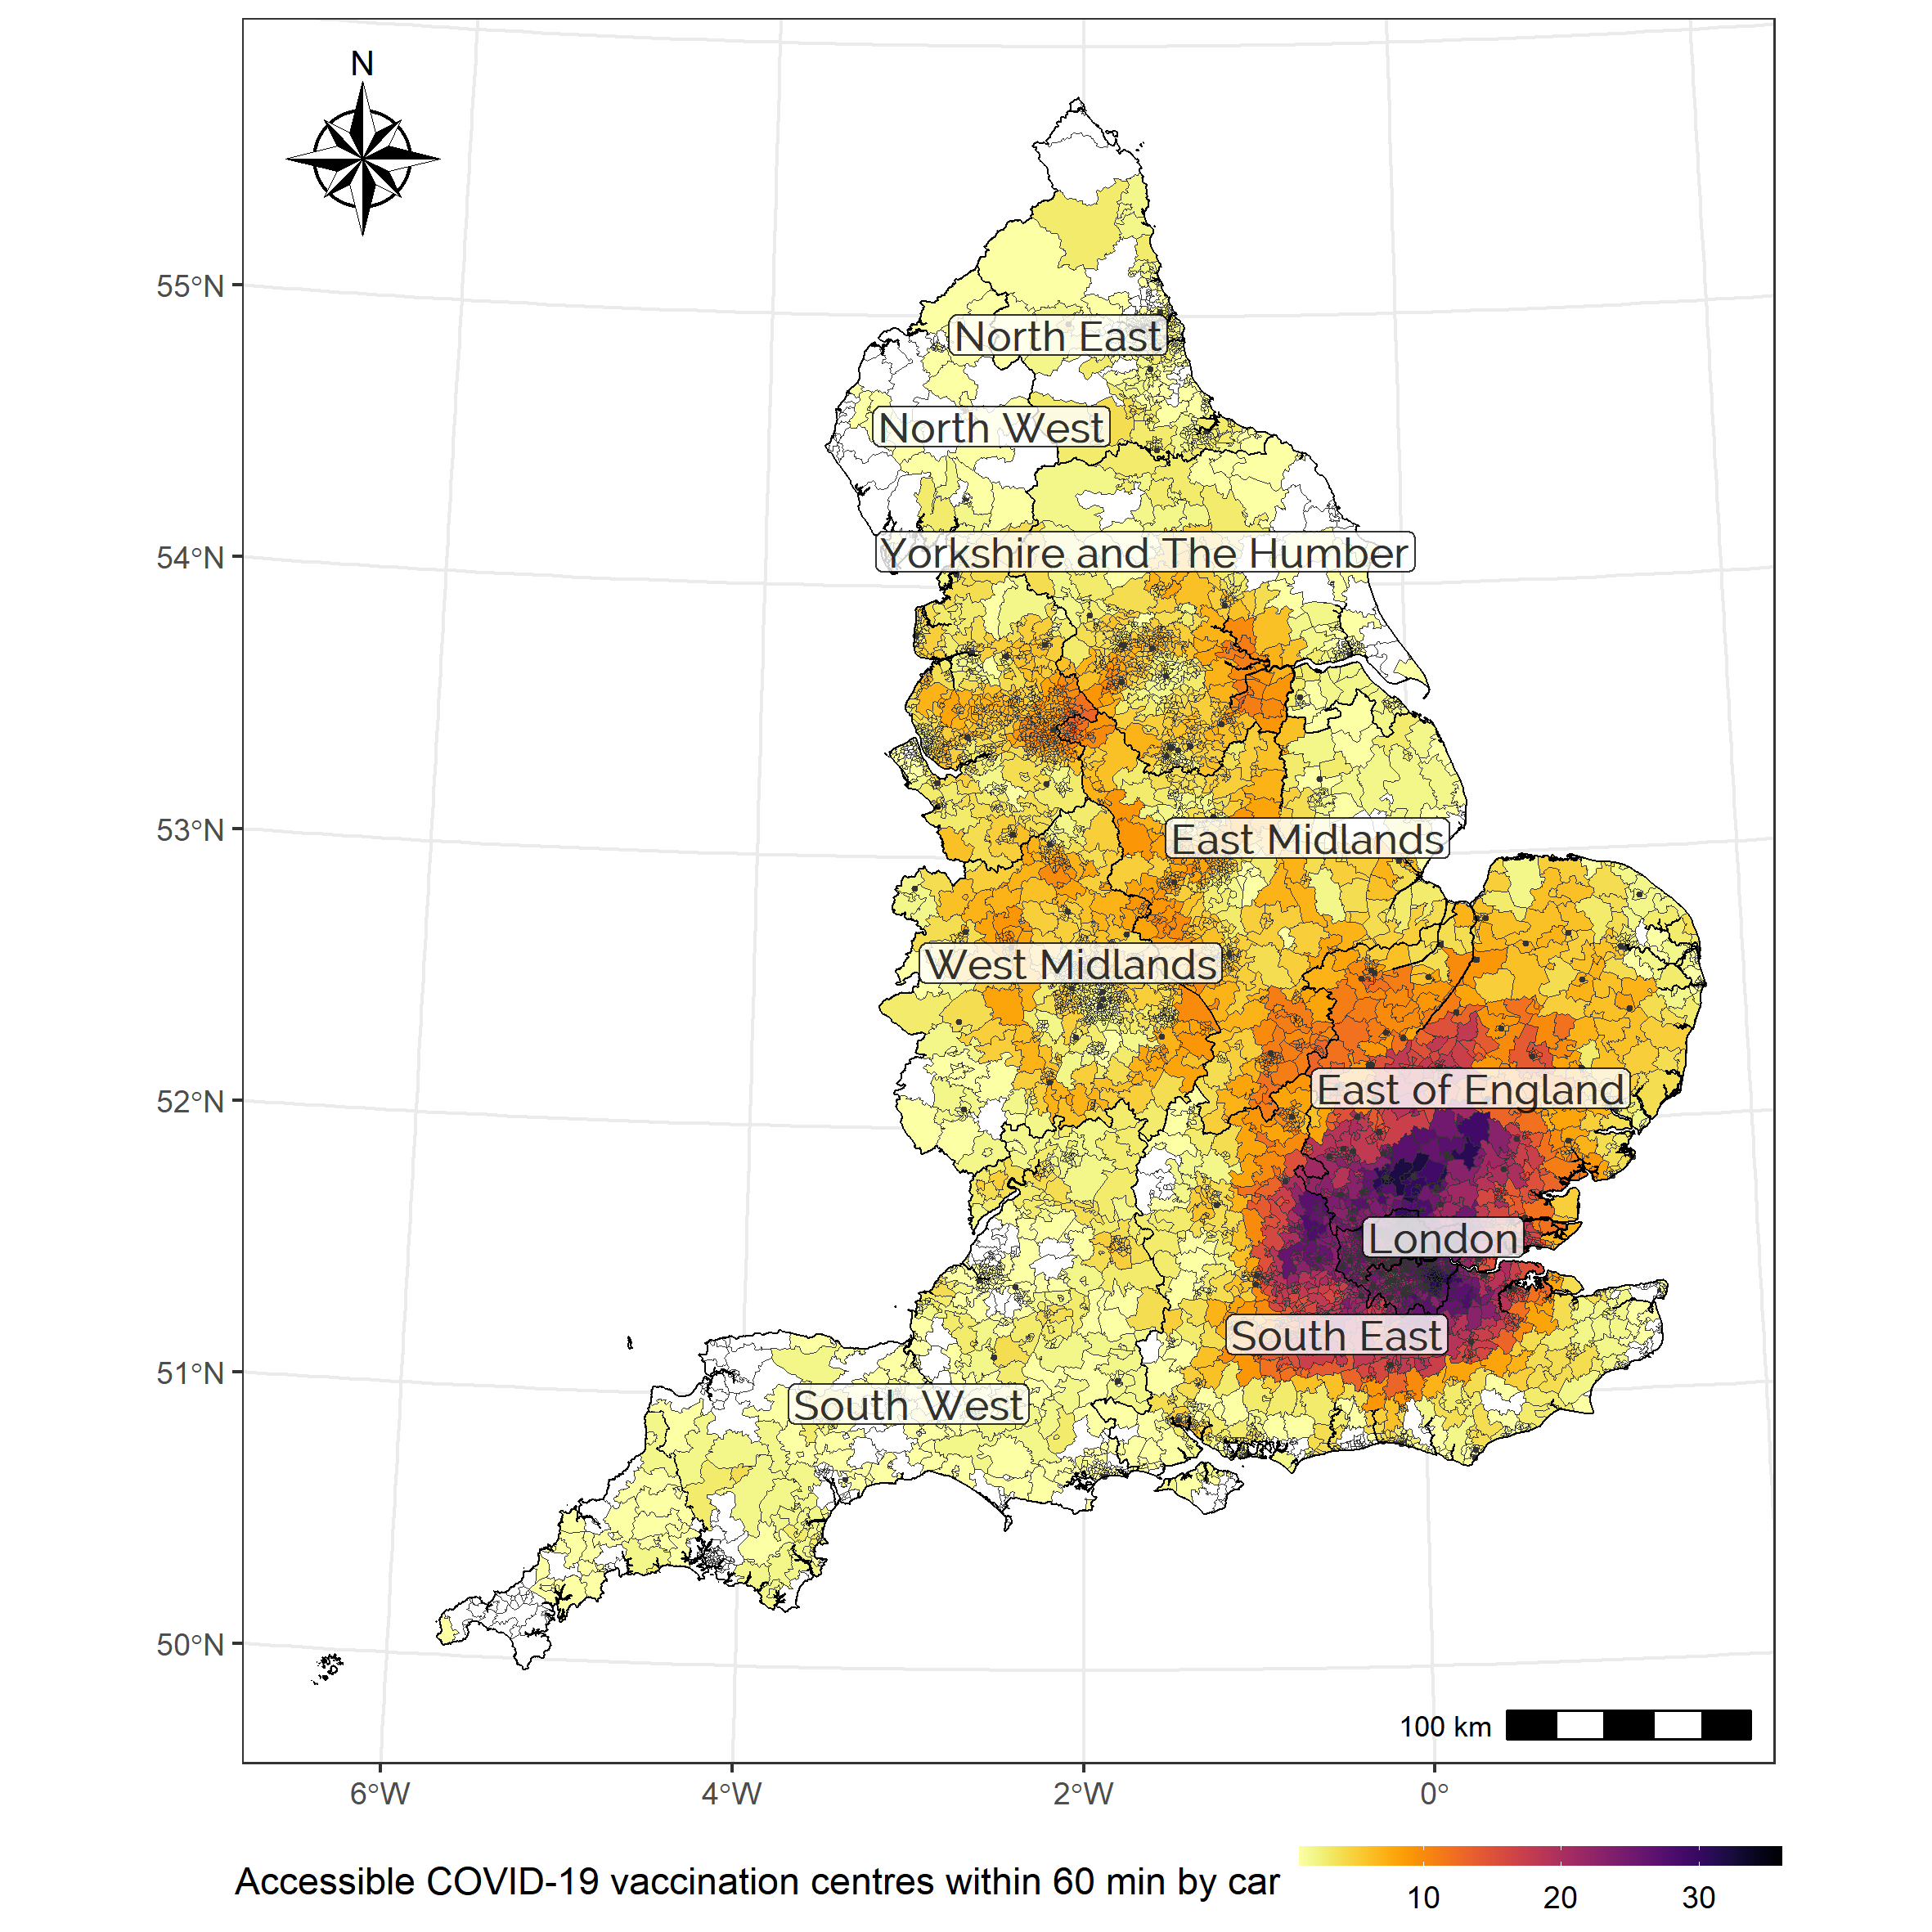 N
55°N
North East
North West
54°N
Yorkshire and The Humber
53°N
East Midlands
West Midlands
52°N
East of England
London
South East
51°N
South West
50°N
100 km
6°W 4°W 2°W 0°
Accessible COVID-19 vaccination centres within 60 min by car
10 20 30